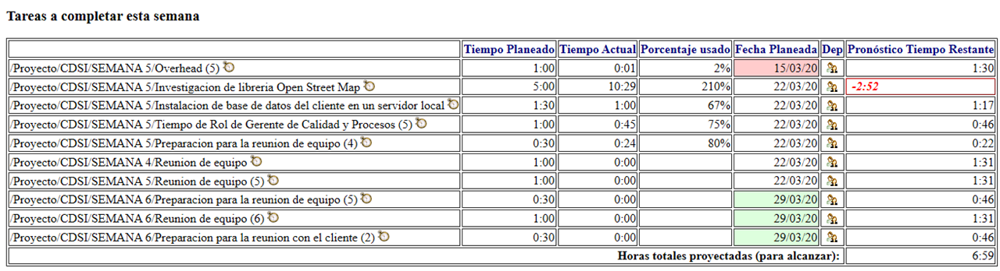 Tareas a completar esta semana
Tiempo Planeado Tiempo Actual Porcentaje usado Fecha Planeada Dep Pronóstico Tiempo Restante
/Proyecto/CDSI/SEMANA 5/Overhead (5) 1:00 0:01 2% 15/03/20 1:30
/Proyecto/CDSI/SEMANA 5/Investigacion de libreria Open Street Map 5:00 10:29 210% 22/03/20 -2:52
/Proyecto/CDSI/SEMANA 5/Instalacion de base de datos del cliente en un servidor local 1:30 1:00 67% 22/03/20 1:17
/Proyecto/CDSI/SEMANA 5/Tiempo de Rol de Gerente de Calidad y Procesos (5) 1:00 0:45 75% 22/03/20 0:46
/Proyecto/CDSI/SEMANA 5/Preparacion para la reunion de equipo (4) 0:30 0:24 80% 22/03/20 0:22
/Proyecto/CDSI/SEMANA 4/Reunion de equipo 1:00 0:00 22/03/20 1:31
/Proyecto/CDSI/SEMANA 5/Reunion de equipo (5) 1:00 0:00 22/03/20 1:31
/Proyecto/CDSI/SEMANA 6/Preparacion para la reunion de equipo (5) 0:30 0:00 29/03/20 0:46
/Proyecto/CDSI/SEMANA 6/Reunion de equipo (6) 1:00 0:00 29/03/20 1:31
/Proyecto/CDSI/SEMANA 6/Preparacion para la reunion con el cliente (2) 0:30 0:00 29/03/20 0:46
Horas totales proyectadas (para alcanzar): 6:59